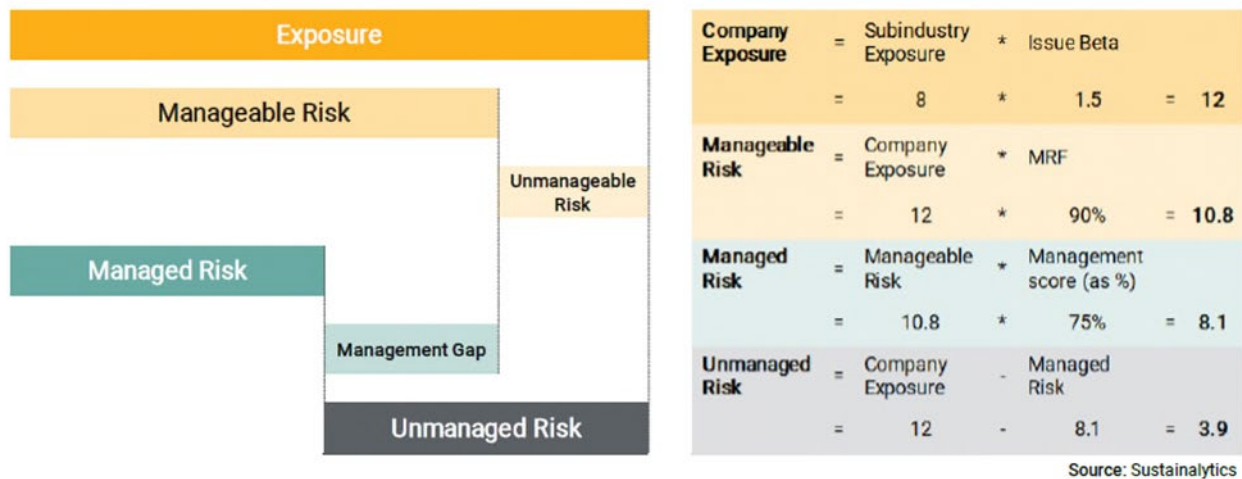 Exposure
Manageable Risk
Unmanageable
Risk
Managed Risk
Management Gap
Unmanaged Risk
Company = Subindustry * Issue Beta
Exposure Exposure
= 8 * 1.5 = 12
Manageable = Company * MRF
Risk Exposure
= 12 * 90% = 10.8
Managed = Manageable * Management
Risk Risk score (as %)
= 10.8 * 75% = 8.1
Unmanaged = Company - Managed
Risk Exposure Risk
= 12 - 8.1 = 3.9
Source: Sustainalytics